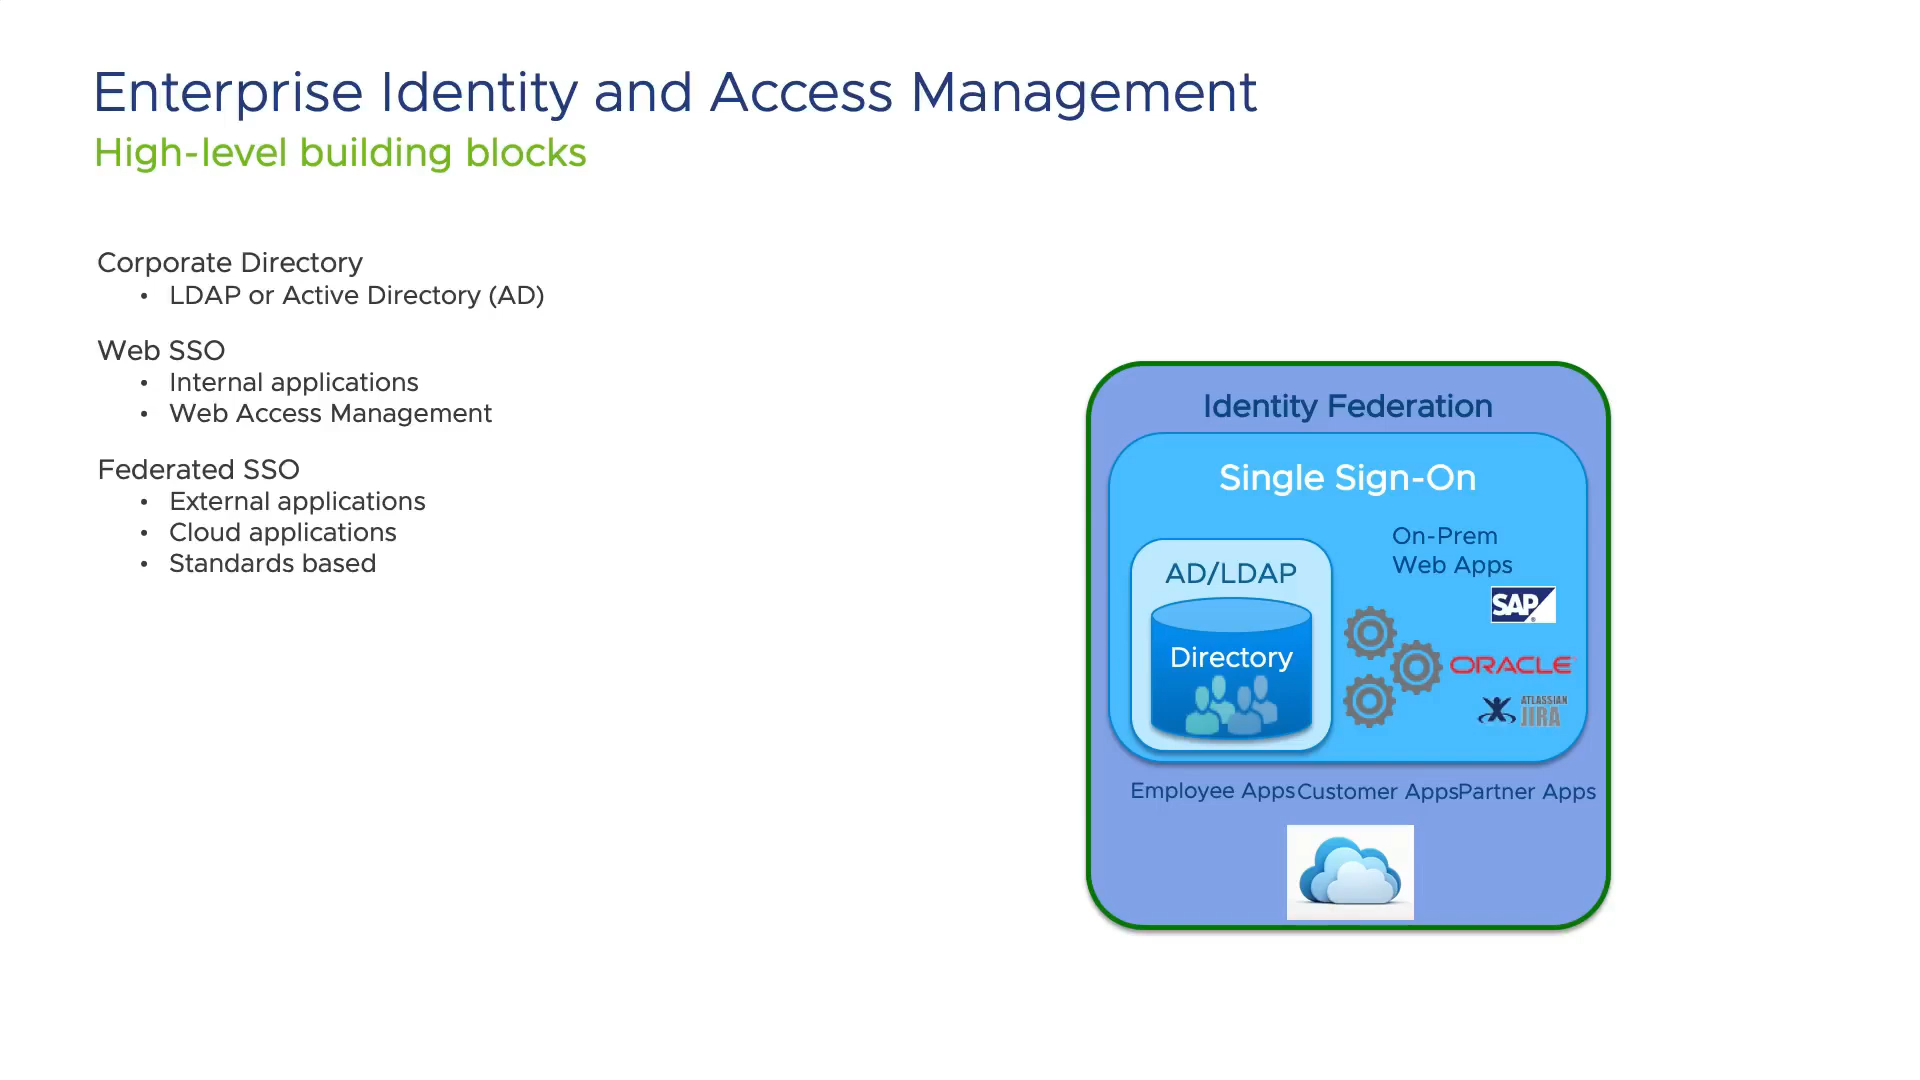 Enterprise Identity and Access Management
High-level building blocks
Corporate Directory
• LDAP or Active Directory (AD)
Web SSO
• Internal applications
• Web Access Management
Federated SSO
• External applications
• Cloud applications
• Standards based
Identity Federation
Single Sign-On
On-Prem
Web Apps
AD/LDAP
Directory
SAP
ORACLE
ATLASSIAN
JIRA
Employee Apps Customer Apps Partner Apps